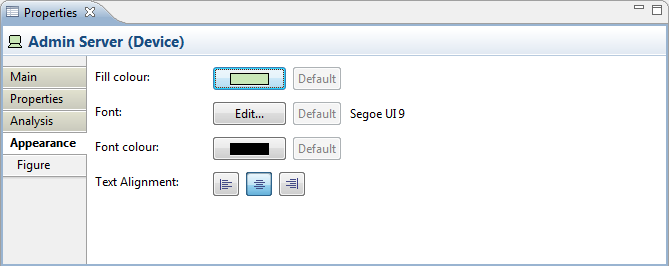 Properties
Admin Server (Device)
Main
Properties
Analysis
Appearance
Figure
Fill colour: Default
Font: Edit... Default Segoe UI 9
Font colour: Default
Text Alignment: